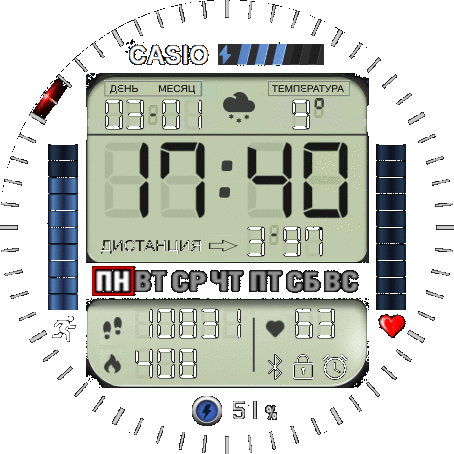 CASIO
ДЕНЬ МЕСЯЦ ТЕМПЕРАТУРА
03-01 9°
17:40
ДИСТАНЦИЯ ⇨ 3.97
ПН ВТ СР ЧТ ПТ СБ ВС
10831 63
408
51%